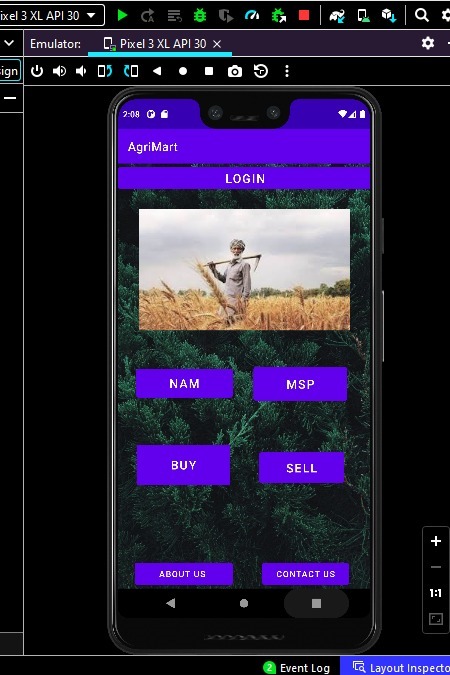 ixel 3 XL API 30
Emulator: Pixel 3 XL API 30
sign
2:08
AgriMart
LOGIN
NAM MSP
BUY SELL
ABOUT US CONTACT US
1:1
2 Event Log Layout Inspecto